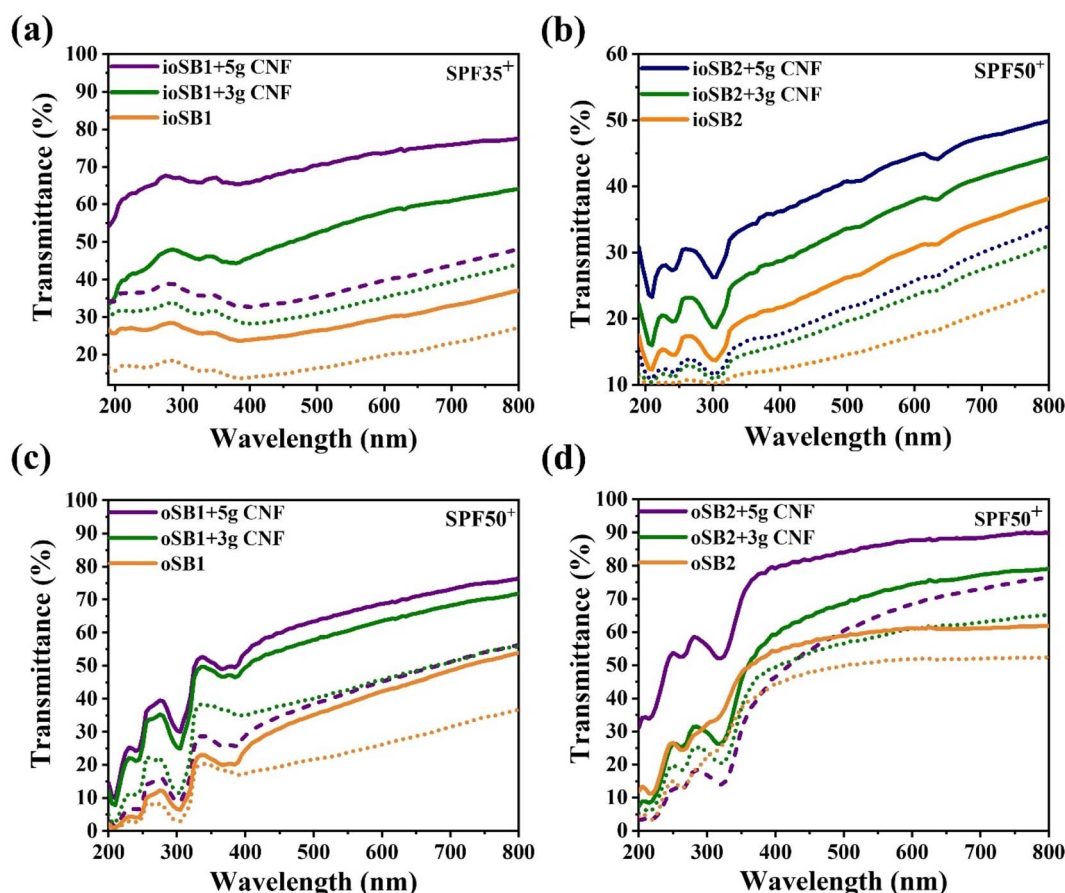 (a)
100
90
80
70
60
50
40
30
20
Transmittance (%)
ioSB1+5g CNF
ioSB1+3g CNF
ioSB1
SPF35+
200 300 400 500 600 700 800
Wavelength (nm)
(b)
60
50
40
30
20
10
Transmittance (%)
ioSB2+5g CNF
ioSB2+3g CNF
ioSB2
SPF50+
200 300 400 500 600 700 800
Wavelength (nm)
(c)
100
90
80
70
60
50
40
30
20
10
0
Transmittance (%)
oSB1+5g CNF
oSB1+3g CNF
oSB1
SPF50+
200 300 400 500 600 700 800
Wavelength (nm)
(d)
100
90
80
70
60
50
40
30
20
10
0
Transmittance (%)
oSB2+5g CNF
oSB2+3g CNF
oSB2
SPF50+
200 300 400 500 600 700 800
Wavelength (nm)